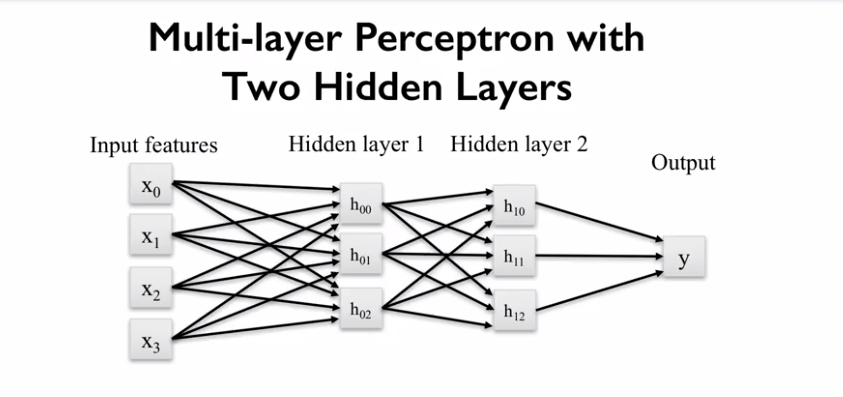 Multi-layer Perceptron with
Two Hidden Layers
Input features
Hidden layer 1
Hidden layer 2
Output
x₀
x₁
x₂
x₃
h₀₀
h₀₁
h₀₂
h₁₀
h₁₁
h₁₂
y